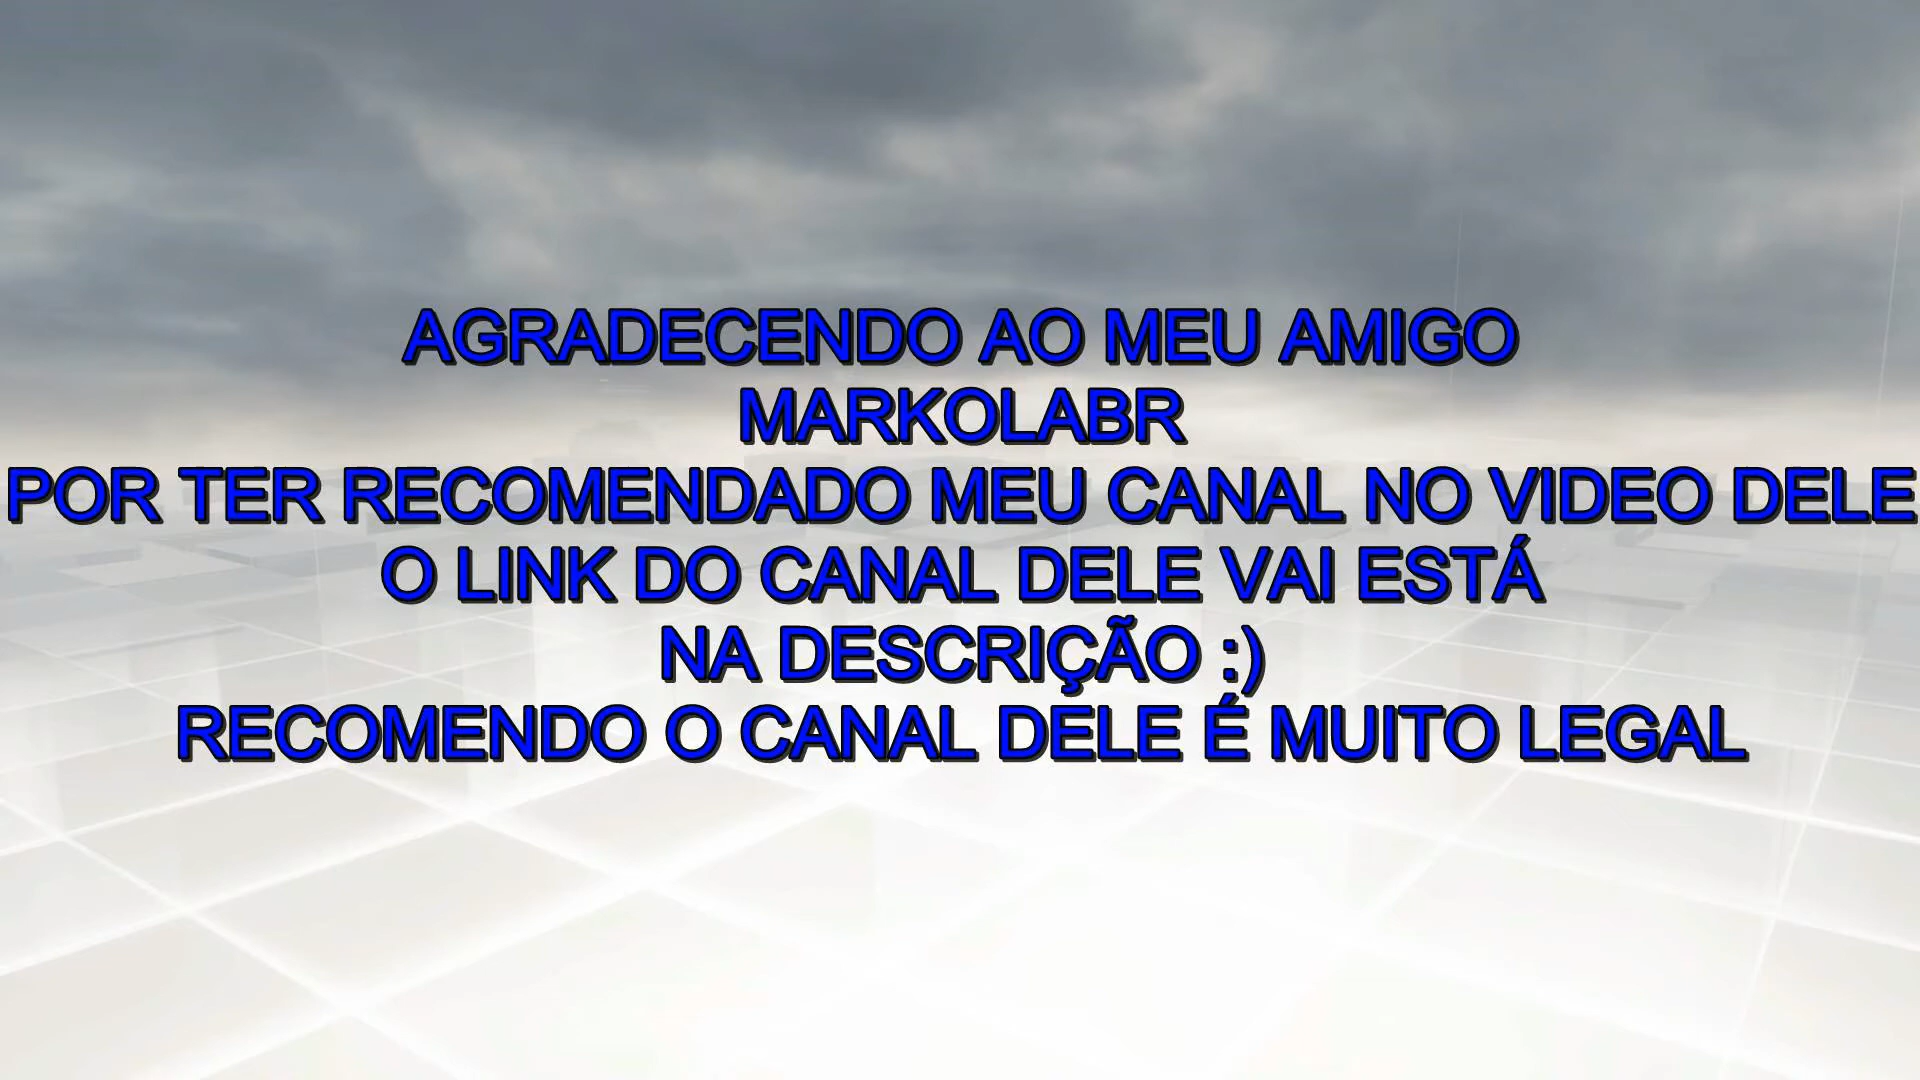 AGRADECENDO AO MEU AMIGO
MARKOLABR
POR TER RECOMENDADO MEU CANAL NO VIDEO DELE
O LINK DO CANAL DELE VAI ESTÁ
NA DESCRIÇÃO :)
RECOMENDO O CANAL DELE É MUITO LEGAL